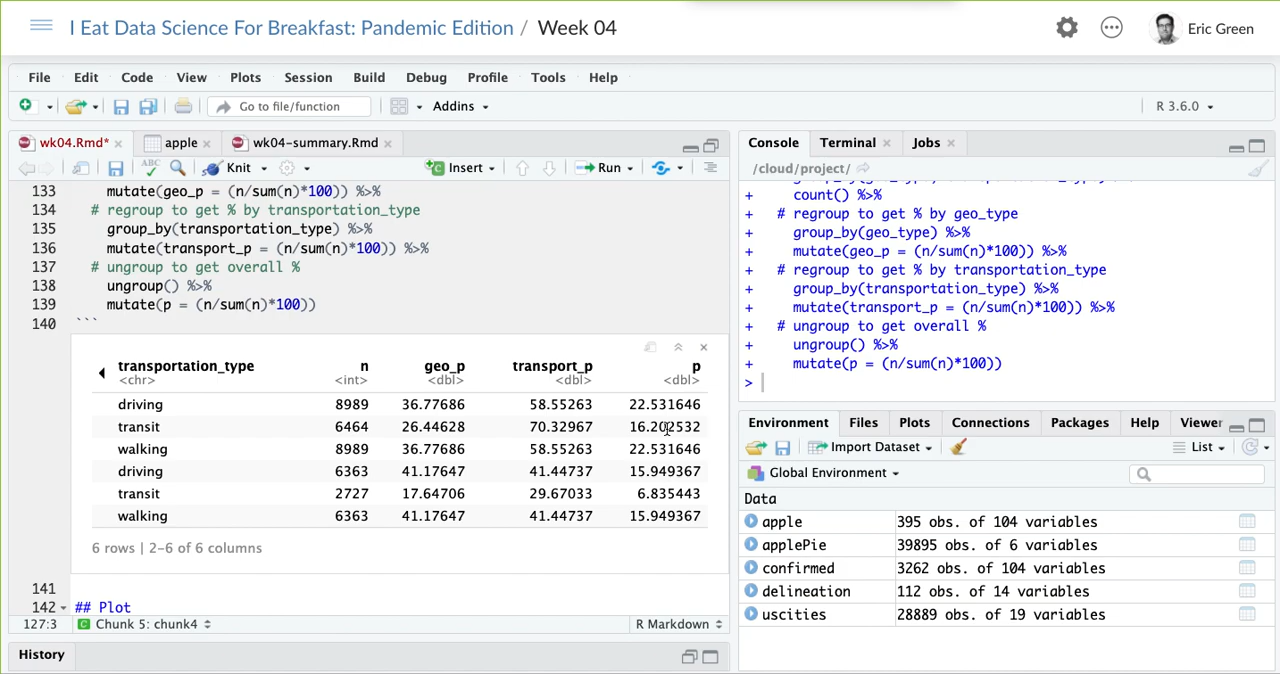 I Eat Data Science For Breakfast: Pandemic Edition / Week 04
Eric Green
File Edit Code View Plots Session Build Debug Profile Tools Help
Go to file/function
Addins
R 3.6.0
wk04.Rmd*
apple
wk04-summary.Rmd
ABC
Knit
Insert
Run
133 mutate(geo_p = (n/sum(n)*100)) %>%
134 # regroup to get % by transportation_type
135 group_by(transportation_type) %>%
136 mutate(transport_p = (n/sum(n)*100)) %>%
137 # ungroup to get overall %
138 ungroup() %>%
139 mutate(p = (n/sum(n)*100))
140 ```
transportation_type n geo_p transport_p p
<chr> <int> <dbl> <dbl> <dbl>
driving 8989 36.77686 58.55263 22.531646
transit 6464 26.44628 70.32967 16.202532
walking 8989 36.77686 58.55263 22.531646
driving 6363 41.17647 41.44737 15.949367
transit 2727 17.64706 29.67033 6.835443
walking 6363 41.17647 41.44737 15.949367
6 rows | 2-6 of 6 columns
141
142 ## Plot
127:3 C Chunk 5: chunk4 R Markdown
History
Console Terminal Jobs
/cloud/project/
+ count() %>%
+ # regroup to get % by geo_type
+ group_by(geo_type) %>%
+ mutate(geo_p = (n/sum(n)*100)) %>%
+ # regroup to get % by transportation_type
+ group_by(transportation_type) %>%
+ mutate(transport_p = (n/sum(n)*100)) %>%
+ # ungroup to get overall %
+ ungroup() %>%
+ mutate(p = (n/sum(n)*100))
>
Environment Files Plots Connections Packages Help Viewer
Import Dataset
List
Global Environment
Data
apple 395 obs. of 104 variables
applePie 39895 obs. of 6 variables
confirmed 3262 obs. of 104 variables
delineation 112 obs. of 14 variables
uscities 28889 obs. of 19 variables